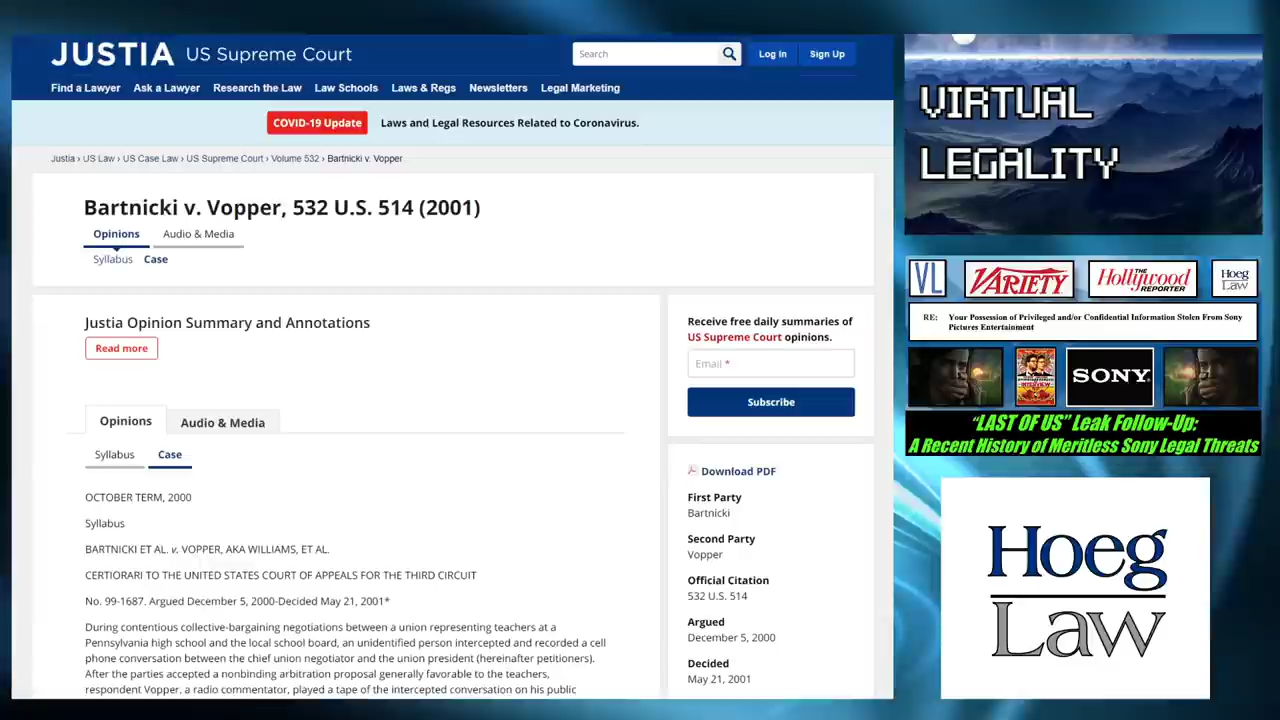 JUSTIA US Supreme Court
Search
Log In
Sign Up
Find a Lawyer
Ask a Lawyer
Research the Law
Law Schools
Laws & Regs
Newsletters
Legal Marketing
COVID-19 Update
Laws and Legal Resources Related to Coronavirus.
Justia › US Law › US Case Law › US Supreme Court › Volume 532 › Bartnicki v. Vopper
Bartnicki v. Vopper, 532 U.S. 514 (2001)
Opinions
Audio & Media
Syllabus
Case
Justia Opinion Summary and Annotations
Read more
Opinions
Audio & Media
Syllabus
Case
OCTOBER TERM, 2000
Syllabus
BARTNICKI ET AL. v. VOPPER, AKA WILLIAMS, ET AL.
CERTIORARI TO THE UNITED STATES COURT OF APPEALS FOR THE THIRD CIRCUIT
No. 99-1687. Argued December 5, 2000-Decided May 21, 2001*
During contentious collective-bargaining negotiations between a union representing teachers at a
Pennsylvania high school and the local school board, an unidentified person intercepted and recorded a cell
phone conversation between the chief union negotiator and the union president (hereinafter petitioners).
After the parties accepted a nonbinding arbitration proposal generally favorable to the teachers,
respondent Vopper, a radio commentator, played a tape of the intercepted conversation on his public
Receive free daily summaries of
US Supreme Court opinions.
Email *
Subscribe
Download PDF
First Party
Bartnicki
Second Party
Vopper
Official Citation
532 U.S. 514
Argued
December 5, 2000
Decided
May 21, 2001
VIRTUAL
LEGALITY
VL
VARIETY
THE
Hollywood
REPORTER
Hoeg
Law
RE: Your Possession of Privileged and/or Confidential Information Stolen From Sony
Pictures Entertainment
SONY
"LAST OF US" Leak Follow-Up:
A Recent History of Meritless Sony Legal Threats
Hoeg
Law